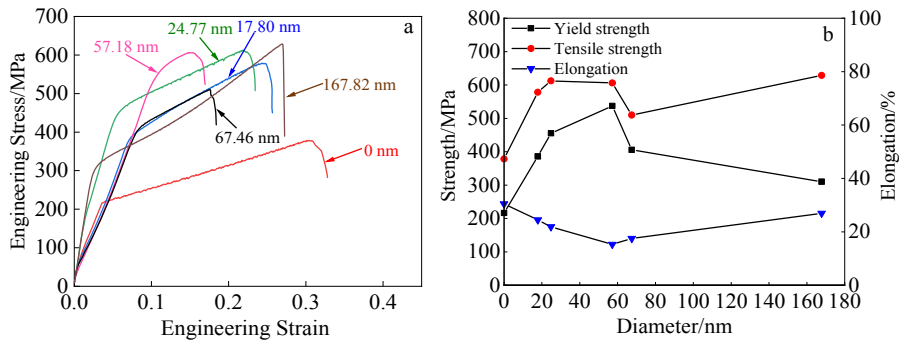 a
800
700
600
500
400
300
200
100
0
Engineering Stress/MPa
57.18 nm
24.77 nm
17.80 nm
167.82 nm
67.46 nm
0 nm
0.0 0.1 0.2 0.3 0.4
Engineering Strain
b
Yield strength
Tensile strength
Elongation
800
700
600
500
400
300
200
100
0
Strength/MPa
100
80
60
40
20
0
Elongation/%
0 20 40 60 80 100 120 140 160 180
Diameter/nm